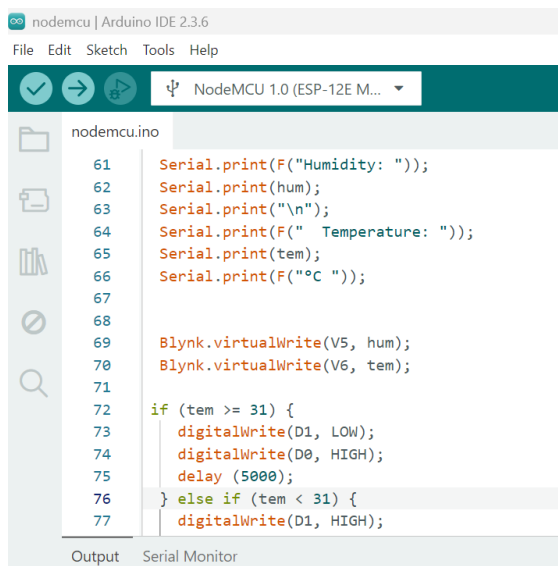 nodemcu | Arduino IDE 2.3.6
File Edit Sketch Tools Help
NodeMCU 1.0 (ESP-12E M...
nodemcu.ino
61 Serial.print(F("Humidity: "));
62 Serial.print(hum);
63 Serial.print("\n");
64 Serial.print(F("  Temperature: "));
65 Serial.print(tem);
66 Serial.print(F("°C "));
67
68
69 Blynk.virtualWrite(V5, hum);
70 Blynk.virtualWrite(V6, tem);
71
72 if (tem >= 31) {
73 digitalWrite(D1, LOW);
74 digitalWrite(D0, HIGH);
75 delay (5000);
76 } else if (tem < 31) {
77 digitalWrite(D1, HIGH);
Output Serial Monitor